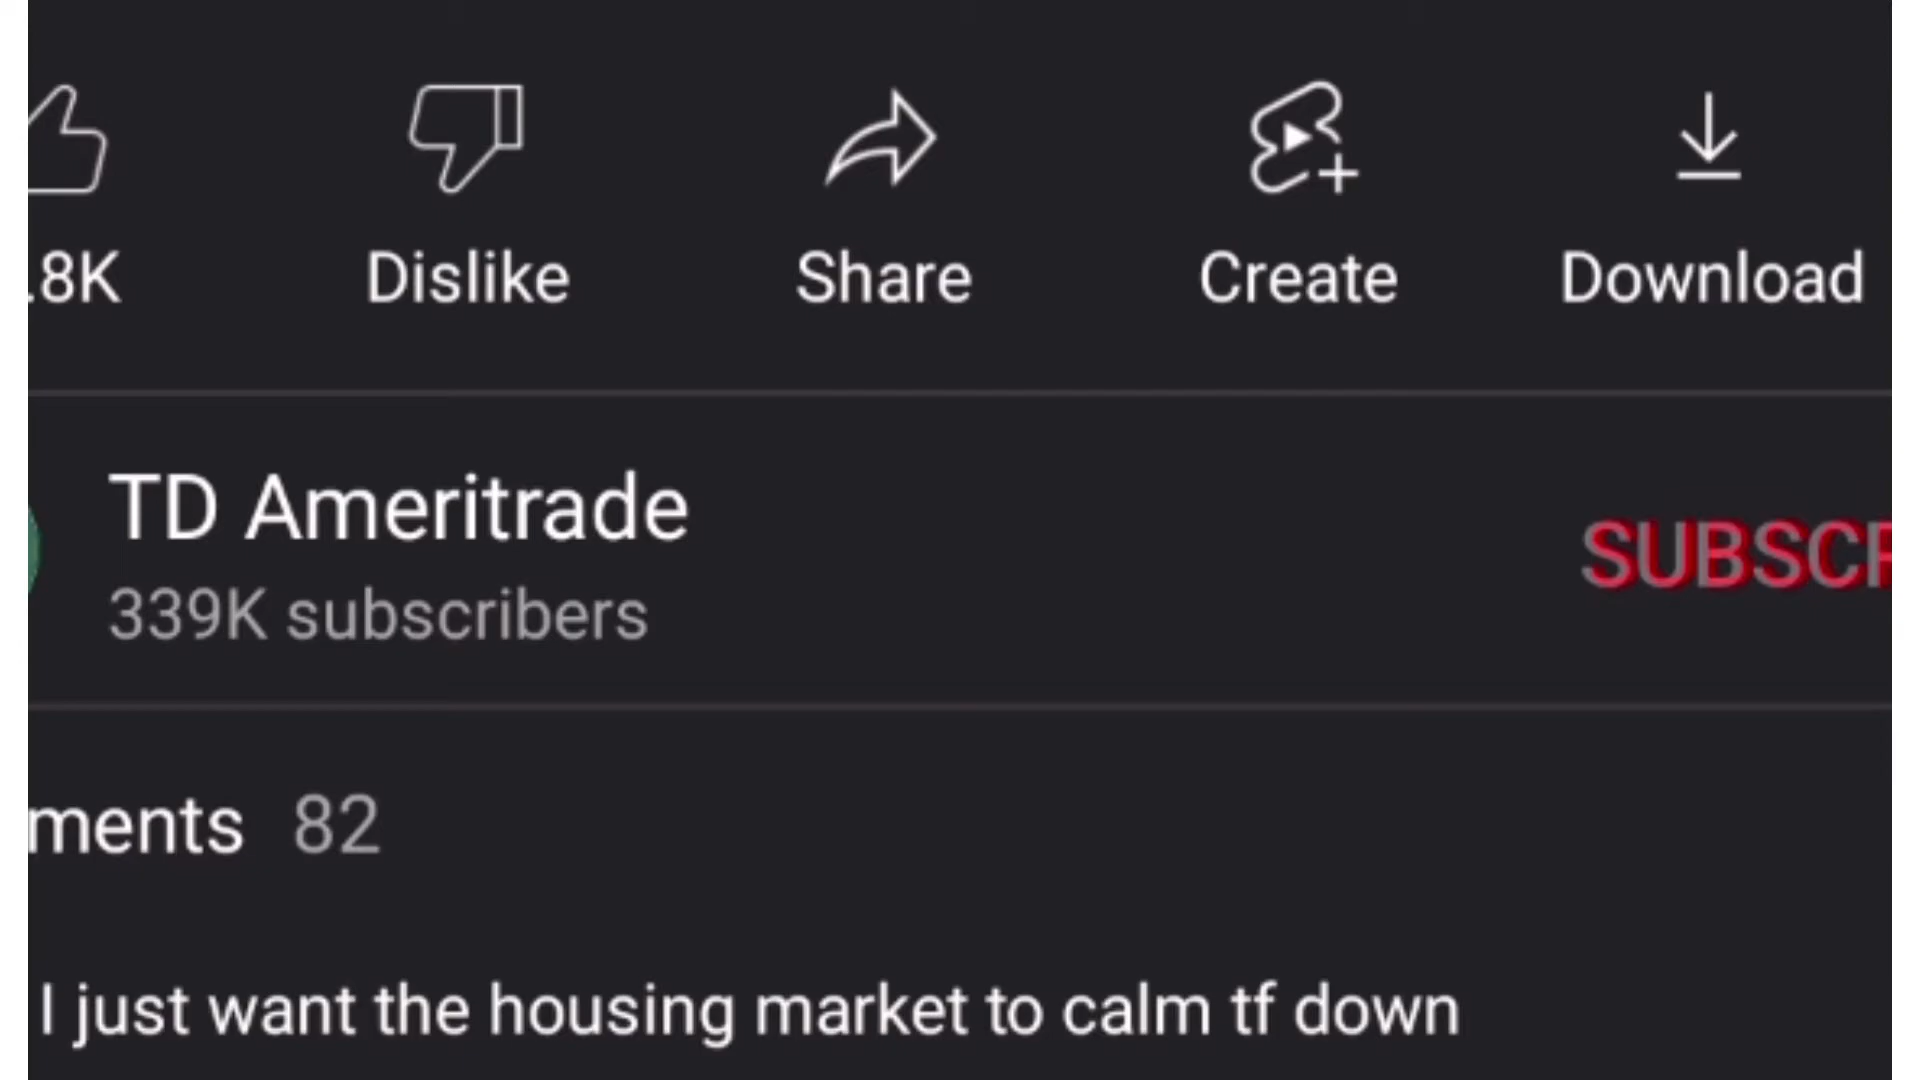 .8K Dislike Share Create Download
TD Ameritrade
339K subscribers
SUBSCR
ments 82
I just want the housing market to calm tf down